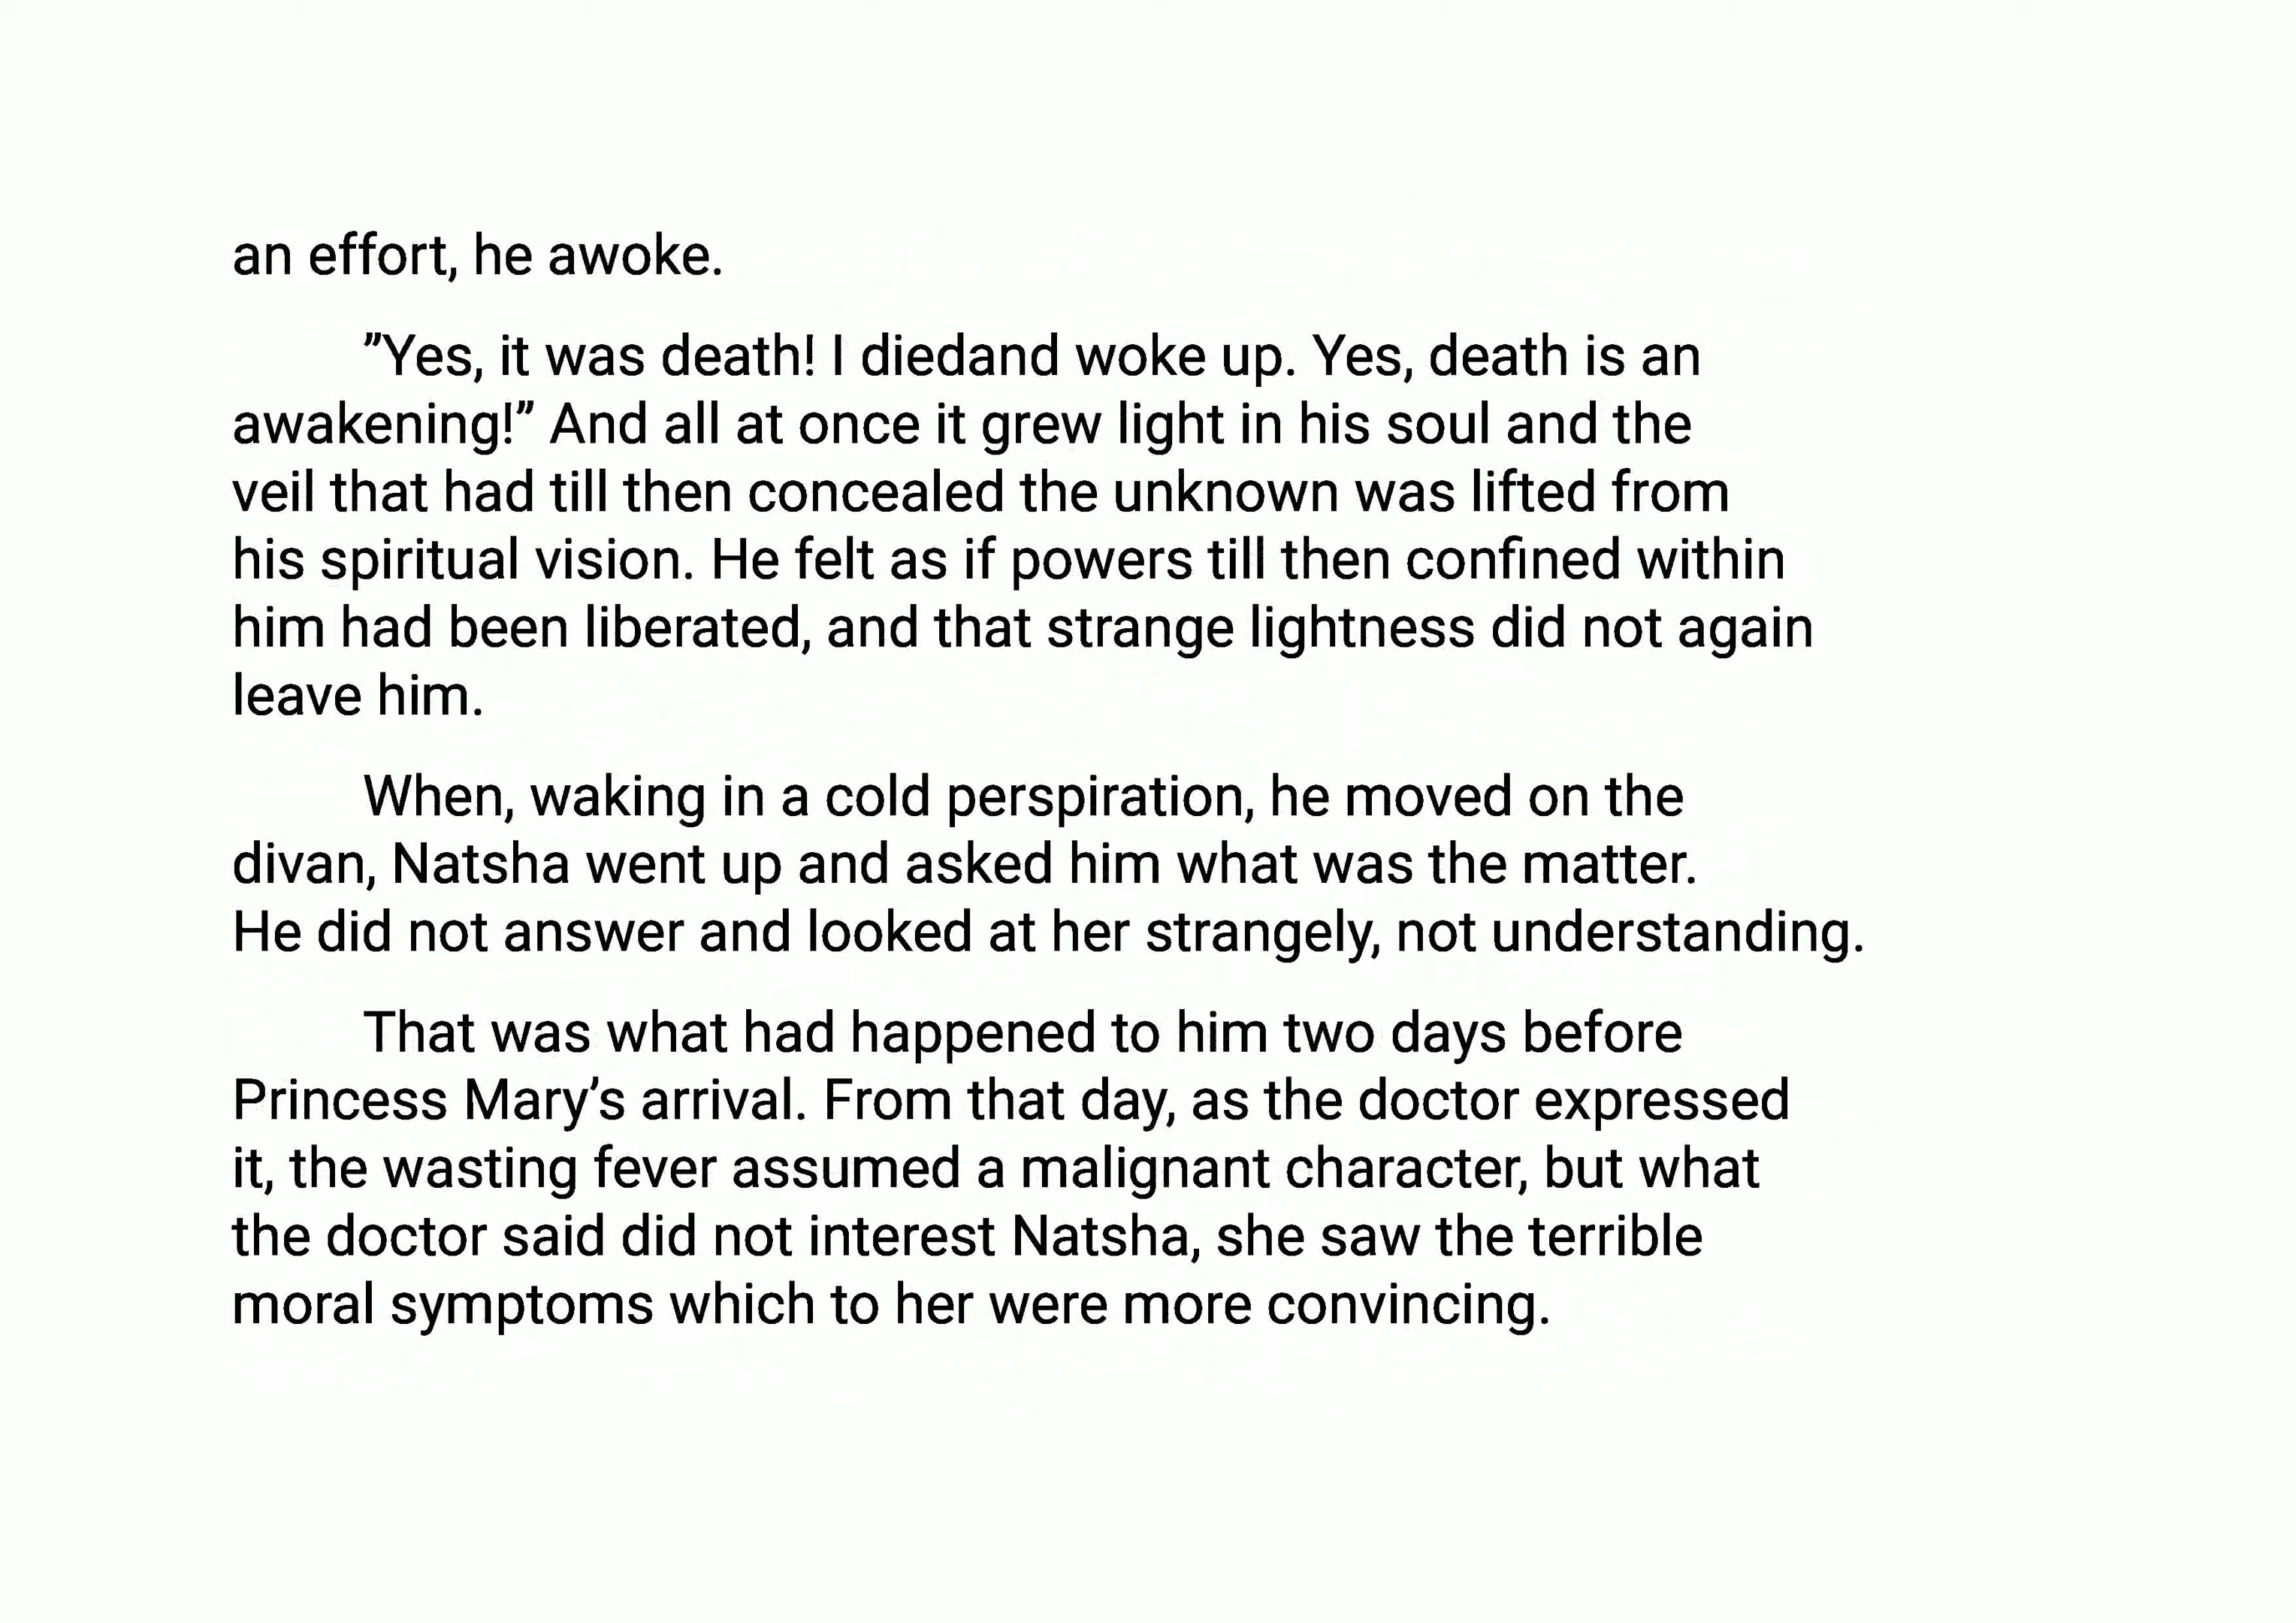 an effort, he awoke.
”Yes, it was death! I diedand woke up. Yes, death is an
awakening!” And all at once it grew light in his soul and the
veil that had till then concealed the unknown was lifted from
his spiritual vision. He felt as if powers till then confined within
him had been liberated, and that strange lightness did not again
leave him.
When, waking in a cold perspiration, he moved on the
divan, Natsha went up and asked him what was the matter.
He did not answer and looked at her strangely, not understanding.
That was what had happened to him two days before
Princess Mary’s arrival. From that day, as the doctor expressed
it, the wasting fever assumed a malignant character, but what
the doctor said did not interest Natsha, she saw the terrible
moral symptoms which to her were more convincing.